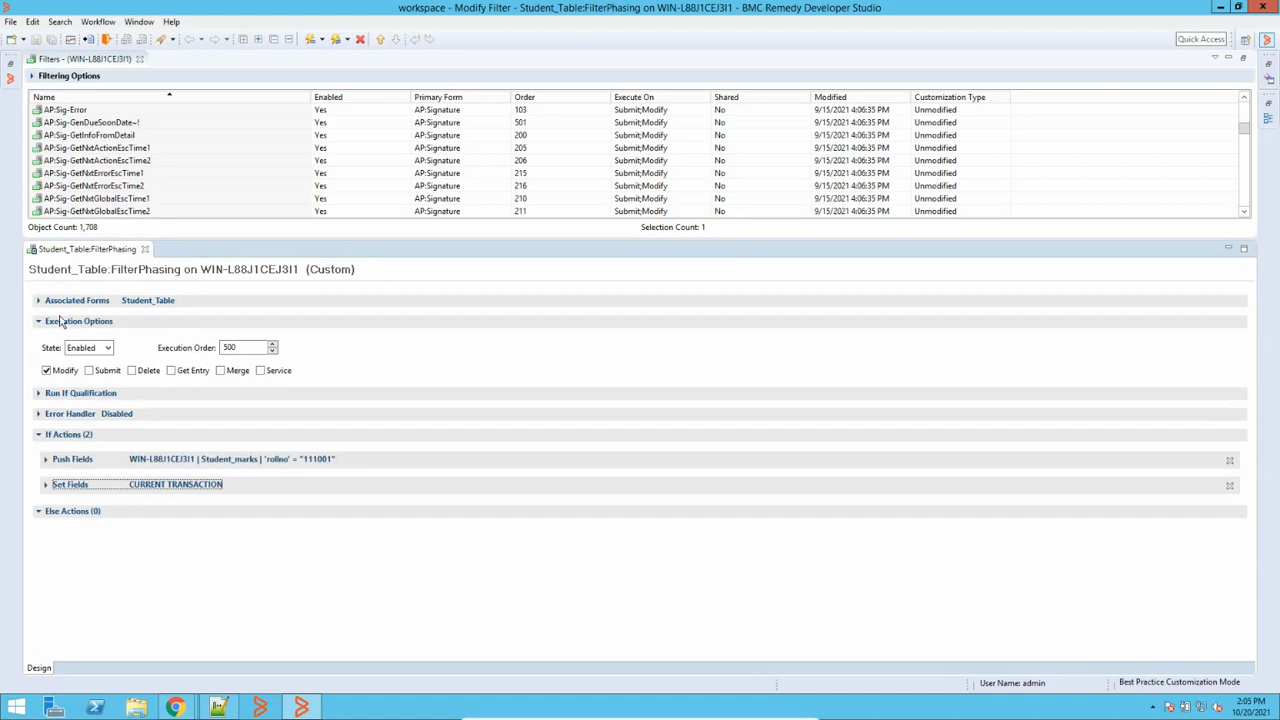 workspace - Modify Filter - Student_Table:FilterPhasing on WIN-L88J1CEJ3I1 - BMC Remedy Developer Studio
File Edit Search Workflow Window Help
Quick Access
Filters - (WIN-L88J1CEJ3I1)
Filtering Options
Name Enabled Primary Form Order Execute On Shared Modified Customization Type
AP:Sig-Error Yes AP:Signature 103 Submit;Modify No 9/15/2021 4:06:35 PM Unmodified
AP:Sig-GenDueSoonDate~! Yes AP:Signature 501 Submit;Modify No 9/15/2021 4:06:35 PM Unmodified
AP:Sig-GetInfoFromDetail Yes AP:Signature 200 Submit;Modify No 9/15/2021 4:06:35 PM Unmodified
AP:Sig-GetNxtActionEscTime1 Yes AP:Signature 205 Submit;Modify No 9/15/2021 4:06:35 PM Unmodified
AP:Sig-GetNxtActionEscTime2 Yes AP:Signature 206 Submit;Modify No 9/15/2021 4:06:35 PM Unmodified
AP:Sig-GetNxtErrorEscTime1 Yes AP:Signature 215 Submit;Modify No 9/15/2021 4:06:35 PM Unmodified
AP:Sig-GetNxtErrorEscTime2 Yes AP:Signature 216 Submit;Modify No 9/15/2021 4:06:35 PM Unmodified
AP:Sig-GetNxtGlobalEscTime1 Yes AP:Signature 210 Submit;Modify No 9/15/2021 4:06:35 PM Unmodified
AP:Sig-GetNxtGlobalEscTime2 Yes AP:Signature 211 Submit;Modify No 9/15/2021 4:06:35 PM Unmodified
Object Count: 1,708 Selection Count: 1
Student_Table:FilterPhasing
Student_Table:FilterPhasing on WIN-L88J1CEJ3I1 (Custom)
Associated Forms Student_Table
Execution Options
State: Enabled Execution Order: 500
Modify Submit Delete Get Entry Merge Service
Run If Qualification
Error Handler Disabled
If Actions (2)
Push Fields WIN-L88J1CEJ3I1 | Student_marks | 'rollno' = "111001"
Set Fields CURRENT TRANSACTION
Else Actions (0)
Design
User Name: admin Best Practice Customization Mode
2:05 PM
10/20/2021